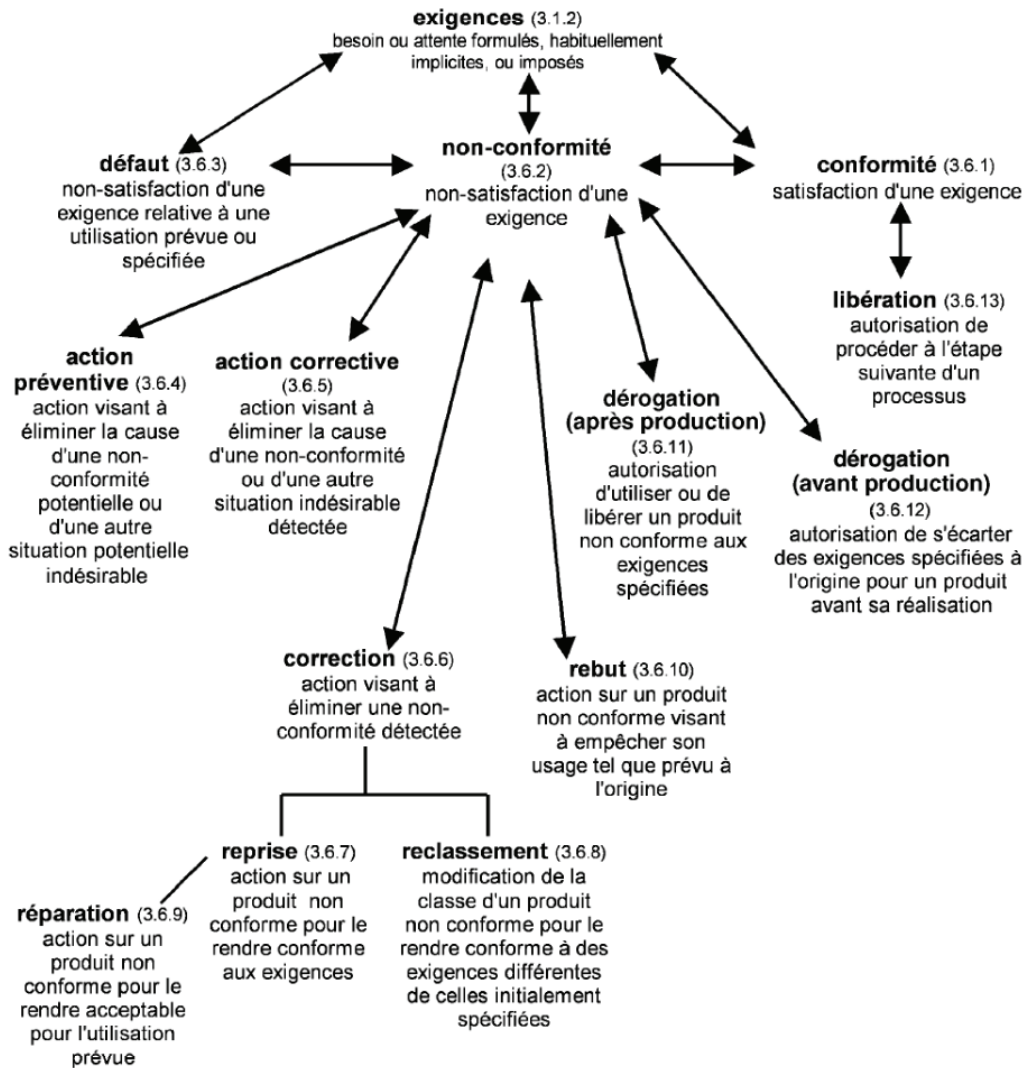 exigences (3.1.2)
besoin ou attente formulés, habituellement
implicites, ou imposés
défaut (3.6.3)
non-satisfaction d'une
exigence relative à une
utilisation prévue ou
spécifiée
non-conformité
(3.6.2)
non-satisfaction d'une
exigence
conformité (3.6.1)
satisfaction d'une exigence
libération (3.6.13)
autorisation de
procéder à l'étape
suivante d'un
processus
action
préventive (3.6.4)
action visant à
éliminer la cause
d'une non-
conformité
potentielle ou
d'une autre
situation potentielle
indésirable
action corrective
(3.6.5)
action visant à
éliminer la cause
d'une non-conformité
ou d'une autre
situation indésirable
détectée
dérogation
(après production)
(3.6.11)
autorisation
d'utiliser ou de
libérer un produit
non conforme aux
exigences
spécifiées
dérogation
(avant production)
(3.6.12)
autorisation de s'écarter
des exigences spécifiées à
l'origine pour un produit
avant sa réalisation
correction (3.6.6)
action visant à
éliminer une non-
conformité détectée
rebut (3.6.10)
action sur un produit
non conforme visant
à empêcher son
usage tel que prévu à
l'origine
reprise (3.6.7)
action sur un
produit non
conforme pour le
rendre conforme
aux exigences
reclassement (3.6.8)
modification de la
classe d'un produit
non conforme pour le
rendre conforme à des
exigences différentes
de celles initialement
spécifiées
réparation (3.6.9)
action sur un
produit non
conforme pour le
rendre acceptable
pour l'utilisation
prévue